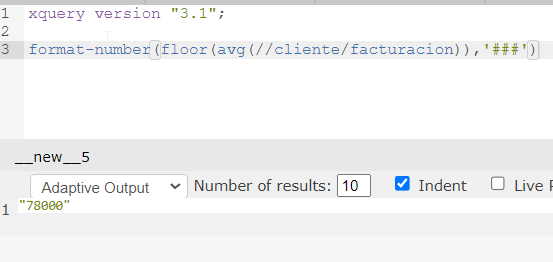 1 xquery version "3.1";
2
3 format-number(floor(avg(//cliente/facturacion)),'###')
__new__5
Adaptive Output Number of results: 10 Indent Live
1 "78000"